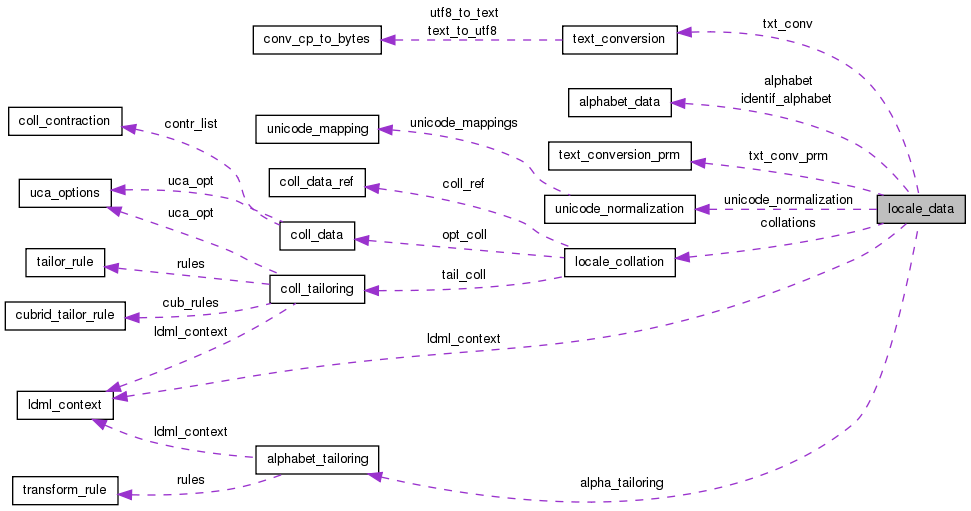 utf8_to_text
txt_conv
conv_cp_to_bytes
text_to_utf8
text_conversion
alphabet
alphabet_data
identif_alphabet
coll_contraction
contr_list
unicode_mapping
unicode_mappings
text_conversion_prm
txt_conv_prm
uca_options
uca_opt
coll_data_ref
coll_ref
unicode_normalization
unicode_normalization
locale_data
uca_opt
coll_data
opt_coll
collations
tailor_rule
rules
locale_collation
tail_coll
coll_tailoring
cubrid_tailor_rule
cub_rules
ldml_context
ldml_context
ldml_context
ldml_context
alphabet_tailoring
transform_rule
rules
alpha_tailoring